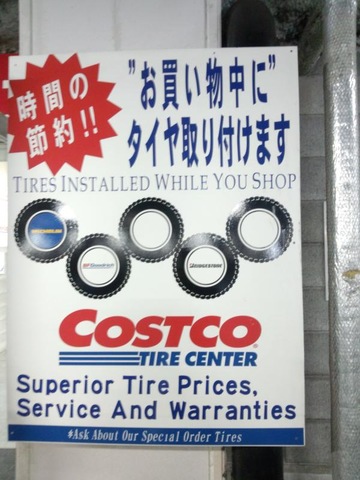 時間の
節約!!
"お買い物中に"
タイヤ取り付けます
TIRES INSTALLED WHILE YOU SHOP
MICHELIN
BFGoodrich
BRIDGESTONE
COSTCO
TIRE CENTER
Superior Tire Prices,
Service And Warranties
#Ask About Our Special Order Tires